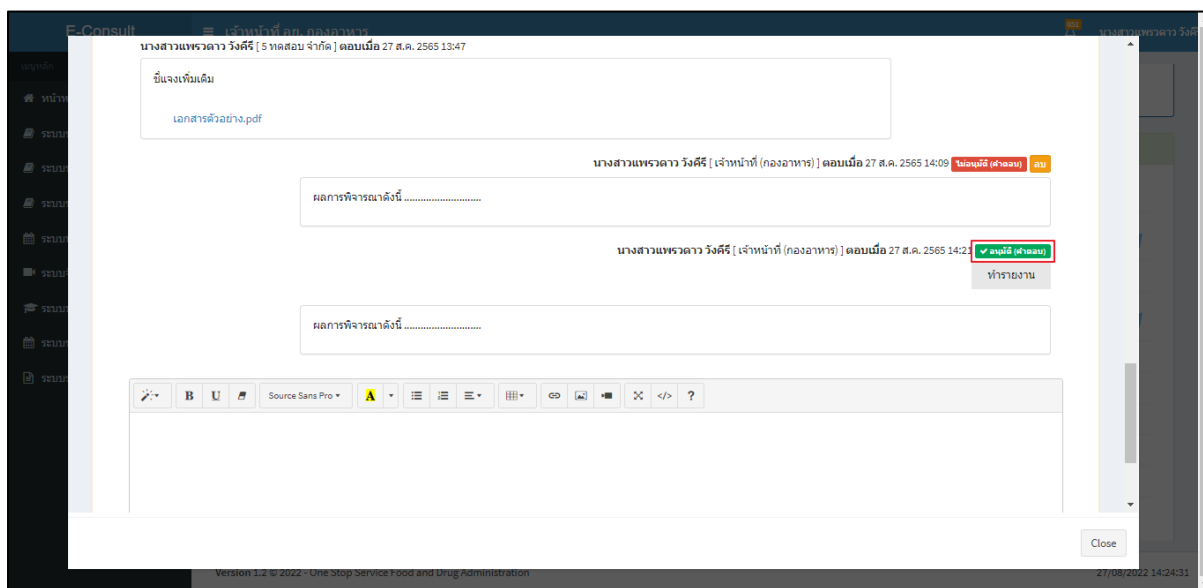 E-Consult
เจ้าหน้าที่ อย. กองอาหาร
นางสาวแพรวดาว วังคีรี
เมนูหลัก
นางสาวแพรวดาว วังคีรี [ 5 ทดสอบ จำกัด ] ตอบเมื่อ 27 ส.ค. 2565 13:47
ชี้แจงเพิ่มเติม
เอกสารตัวอย่าง.pdf
นางสาวแพรวดาว วังคีรี [ เจ้าหน้าที่ (กองอาหาร) ] ตอบเมื่อ 27 ส.ค. 2565 14:09 ไม่อนุมัติ (คำตอบ) ลบ
ผลการพิจารณาดังนี้ ............................
นางสาวแพรวดาว วังคีรี [ เจ้าหน้าที่ (กองอาหาร) ] ตอบเมื่อ 27 ส.ค. 2565 14:21 อนุมัติ (คำตอบ)
ทำรายงาน
ผลการพิจารณาดังนี้ ............................
B U Source Sans Pro A </> ?
Close
Version 1.2 © 2022 - One Stop Service Food and Drug Administration
27/08/2022 14:24:31